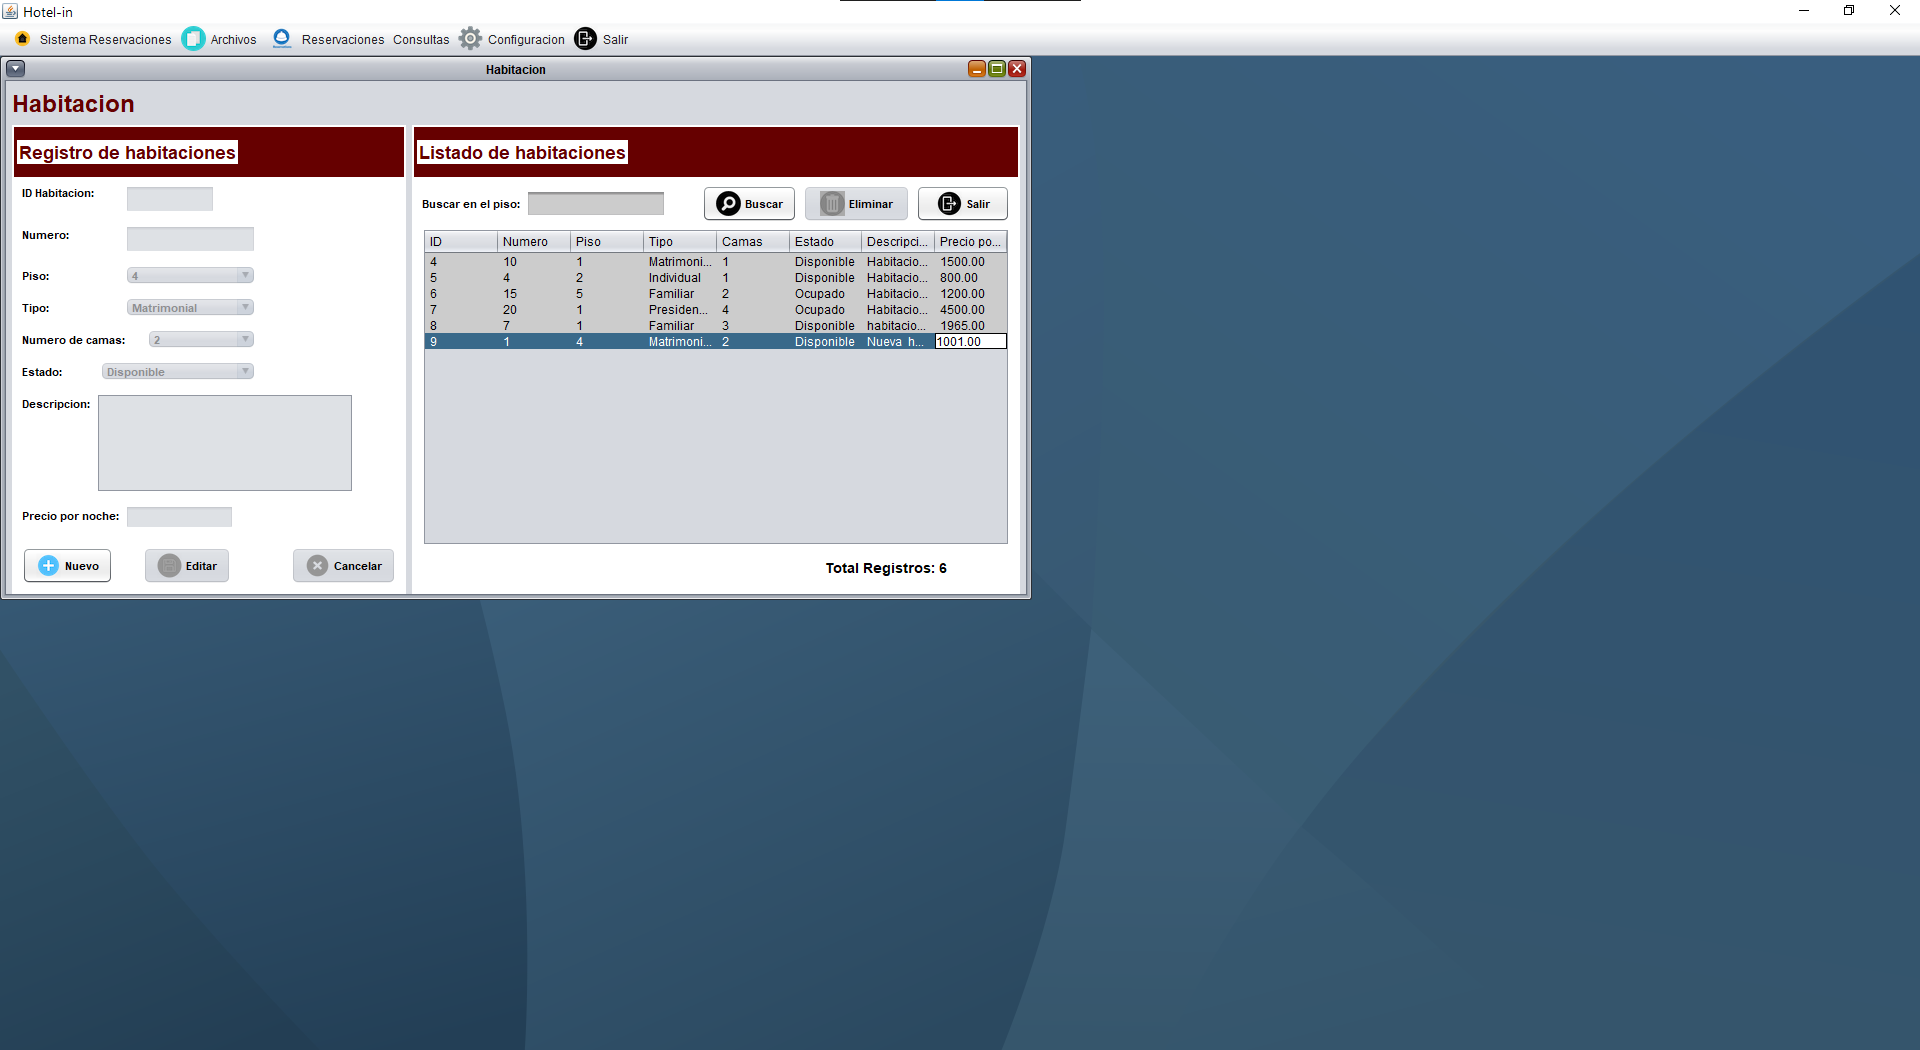 Hotel-in
Sistema Reservaciones Archivos Reservaciones Consultas Configuracion Salir
Habitacion
Habitacion
Registro de habitaciones
ID Habitacion:
Numero:
Piso: 4
Tipo: Matrimonial
Numero de camas: 2
Estado: Disponible
Descripcion:
Precio por noche:
Nuevo Editar Cancelar
Listado de habitaciones
Buscar en el piso: Buscar Eliminar Salir
ID Numero Piso Tipo Camas Estado Descripci... Precio po...
4 10 1 Matrimoni... 1 Disponible Habitacio... 1500.00
5 4 2 Individual 1 Disponible Habitacio... 800.00
6 15 5 Familiar 2 Ocupado Habitacio... 1200.00
7 20 1 Presiden... 4 Ocupado Habitacio... 4500.00
8 7 1 Familiar 3 Disponible habitacio... 1965.00
9 1 4 Matrimoni... 2 Disponible Nueva h... 1001.00
Total Registros: 6